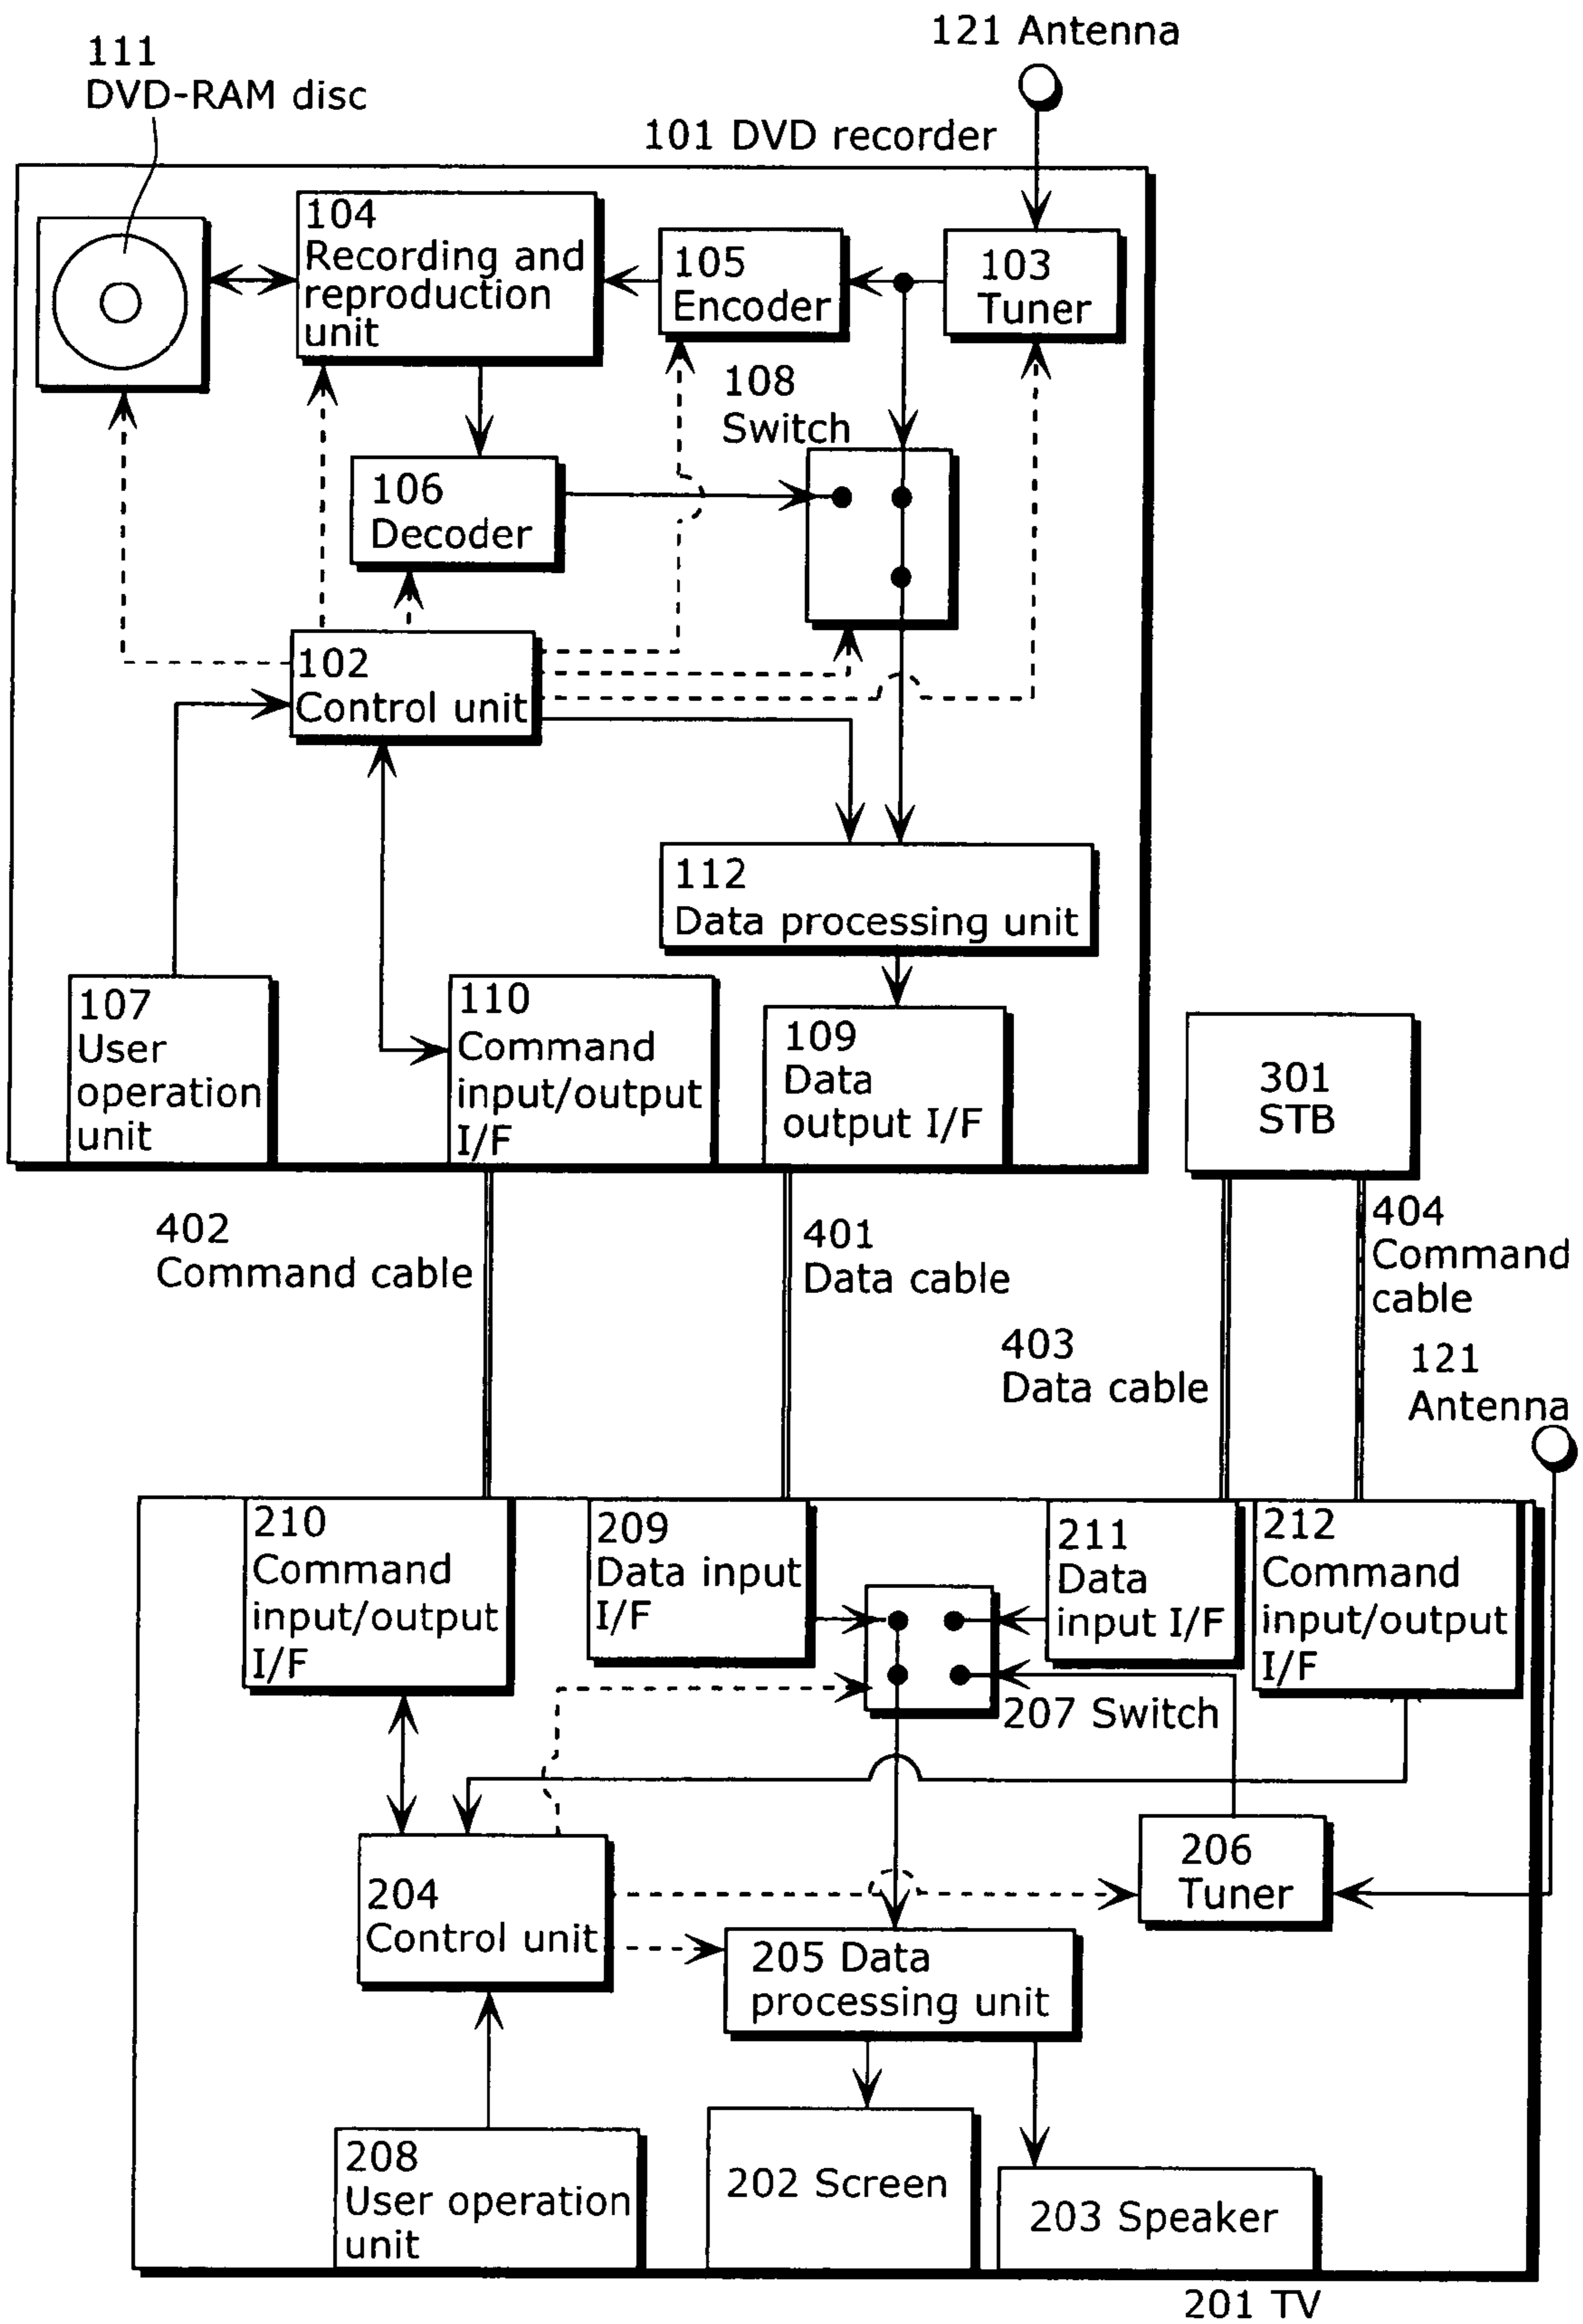 121 Antenna
111
DVD-RAM disc
101 DVD recorder
104
Recording and
reproduction
unit
105
Encoder
103
Tuner
108
Switch
106
Decoder
102
Control unit
112
Data processing unit
107
User
operation
unit
110
Command
input/output
I/F
109
Data
output I/F
301
STB
402
Command cable
401
Data cable
404
Command
cable
403
Data cable
121
Antenna
210
Command
input/output
I/F
209
Data input
I/F
211
Data
input I/F
212
Command
input/output
I/F
207 Switch
204
Control unit
206
Tuner
205 Data
processing unit
208
User operation
unit
202 Screen
203 Speaker
201 TV